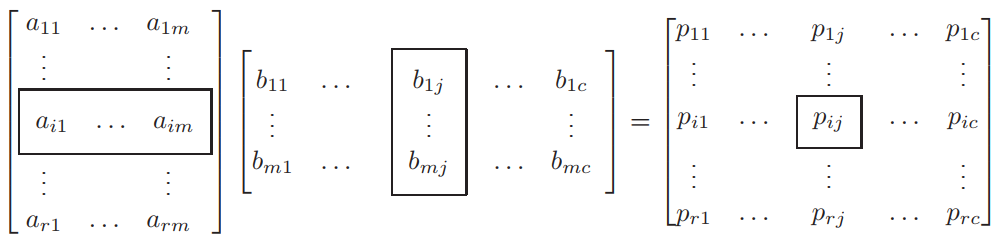 a11 … a1m
⋮ ⋮
ai1 … aim
⋮ ⋮
ar1 … arm
b11 … b1j … b1c
⋮ ⋮ ⋮
bm1 … bmj … bmc
=
p11 … p1j … p1c
⋮ ⋮ ⋮
pi1 … pij … pic
⋮ ⋮ ⋮
pr1 … prj … prc